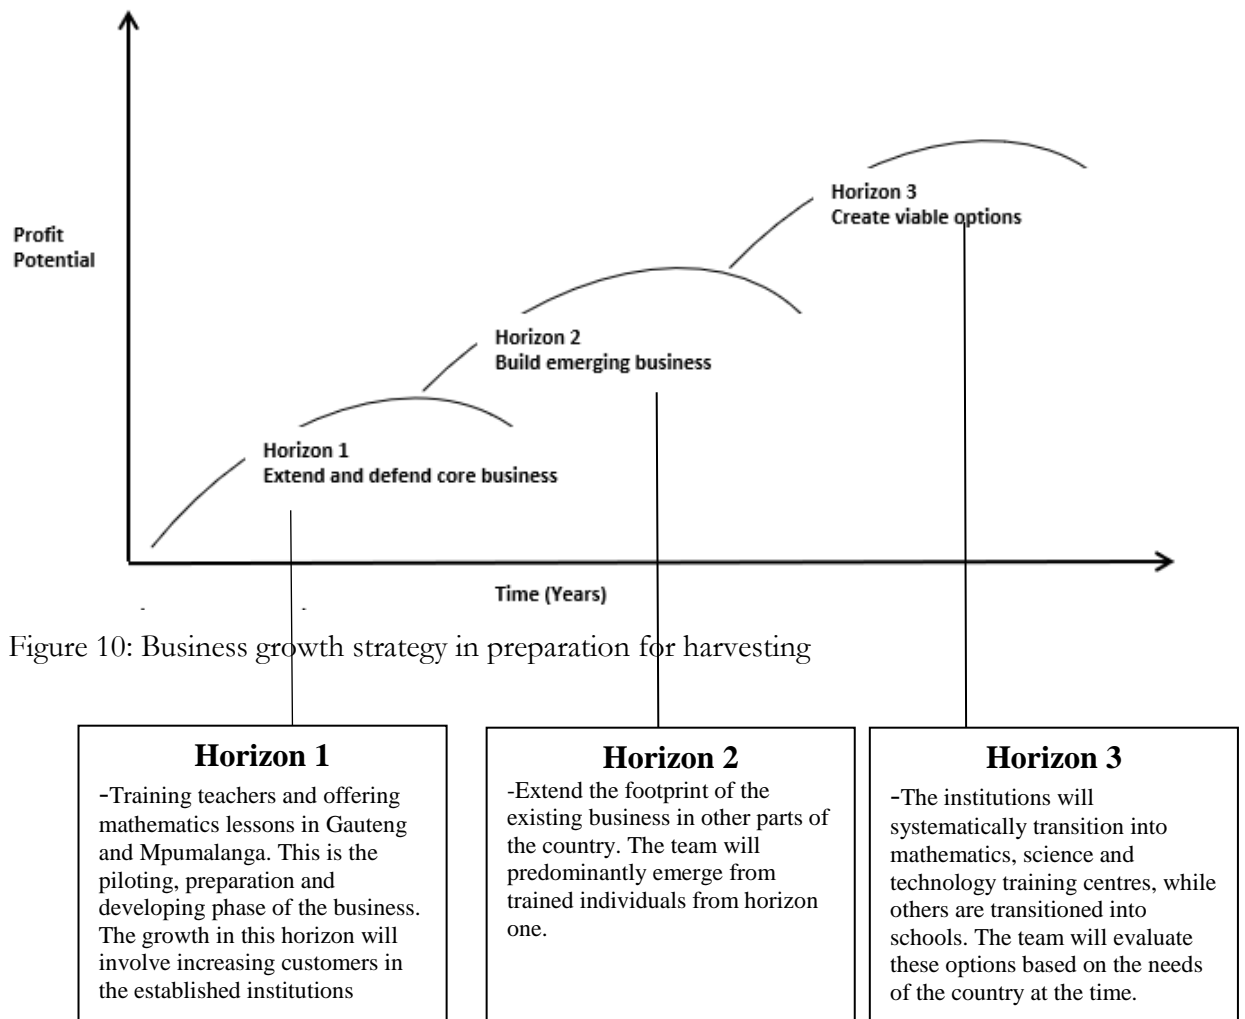 Profit
Potential
Horizon 3
Create viable options
Horizon 2
Build emerging business
Horizon 1
Extend and defend core business
Time (Years)
Figure 10: Business growth strategy in preparation for harvesting
Horizon 1
-Training teachers and offering
mathematics lessons in Gauteng
and Mpumalanga. This is the
piloting, preparation and
developing phase of the business.
The growth in this horizon will
involve increasing customers in
the established institutions
Horizon 2
-Extend the footprint of the
existing business in other parts of
the country. The team will
predominantly emerge from
trained individuals from horizon
one.
Horizon 3
-The institutions will
systematically transition into
mathematics, science and
technology training centres, while
others are transitioned into
schools. The team will evaluate
these options based on the needs
of the country at the time.